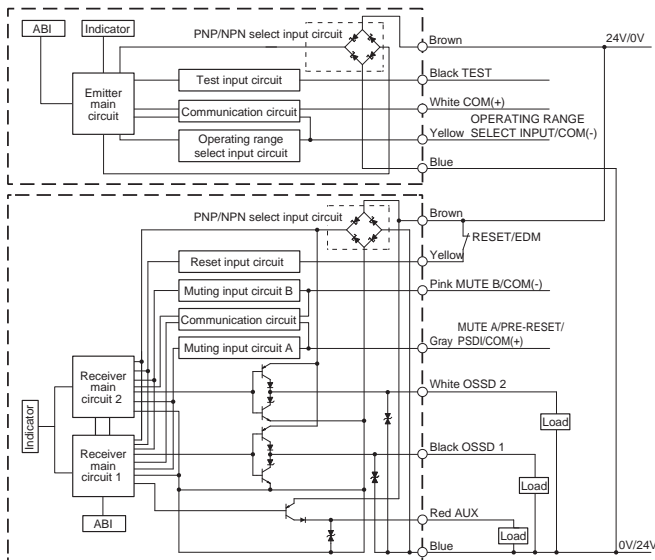 ABI
Indicator
PNP/NPN select input circuit
Brown
24V/0V
Emitter
main
circuit
Test input circuit
Black TEST
Communication circuit
White COM(+)
OPERATING RANGE
Operating range
select input circuit
Yellow SELECT INPUT/COM(-)
Blue
PNP/NPN select input circuit
Brown
RESET/EDM
Reset input circuit
Yellow
Muting input circuit B
Pink MUTE B/COM(-)
Communication circuit
MUTE A/PRE-RESET/
Muting input circuit A
Gray PSDI/COM(+)
Receiver
main
circuit 2
White OSSD 2
Load
Indicator
Receiver
main
circuit 1
Black OSSD 1
Load
ABI
Red AUX
Load
Blue
0V/24V